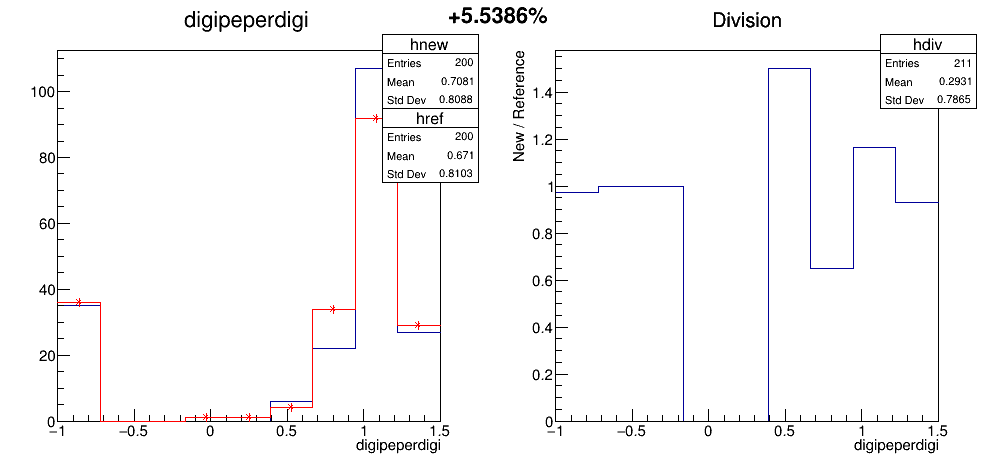 digipeperdigi
+5.5386%
Division
hnew
Entries 200
Mean 0.7081
Std Dev 0.8088
href
Entries 200
Mean 0.671
Std Dev 0.8103
100
80
60
40
20
0
−1 −0.5 0 0.5 1 1.5
digipeperdigi
hdiv
Entries 211
Mean 0.2931
Std Dev 0.7865
New / Reference
1.4
1.2
1
0.8
0.6
0.4
0.2
0
−1 −0.5 0 0.5 1 1.5
digipeperdigi